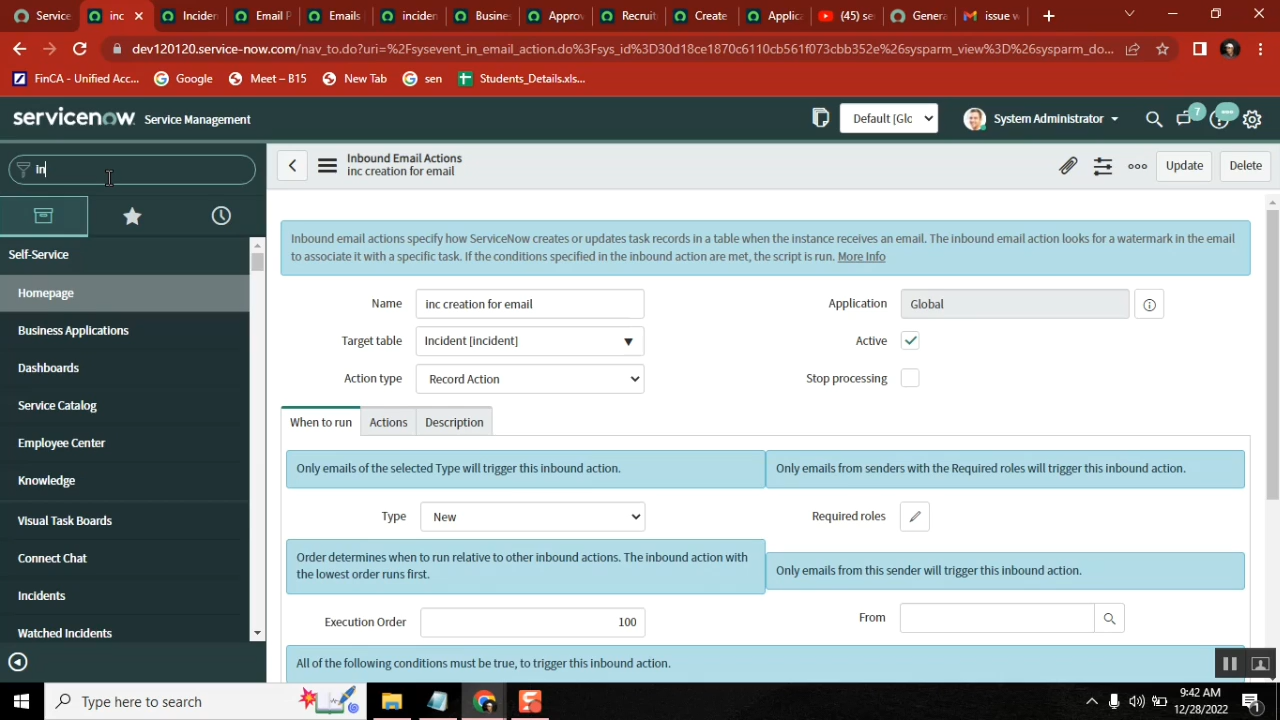 Service
inc
Inciden
Email P
Emails
inciden
Busine
Approv
Recruit
Create
Applica
(45) se
Genera
issue w
dev120120.service-now.com/nav_to.do?uri=%2Fsysevent_in_email_action.do%3Fsys_id%3D30d18ce1870c6110cb561f073cbb352e%26sysparm_view%3D%26sysparm_do...
FinCA - Unified Acc...
Google
Meet – B15
New Tab
sen
Students_Details.xls...
servicenow Service Management
Default [Glo
System Administrator
7
in
Inbound Email Actions
inc creation for email
Update
Delete
Self-Service
Homepage
Business Applications
Dashboards
Service Catalog
Employee Center
Knowledge
Visual Task Boards
Connect Chat
Incidents
Watched Incidents
Inbound email actions specify how ServiceNow creates or updates task records in a table when the instance receives an email. The inbound email action looks for a watermark in the email
to associate it with a specific task. If the conditions specified in the inbound action are met, the script is run. More Info
Name
inc creation for email
Application
Global
Target table
Incident [incident]
Active
Action type
Record Action
Stop processing
When to run
Actions
Description
Only emails of the selected Type will trigger this inbound action.
Only emails from senders with the Required roles will trigger this inbound action.
Type
New
Required roles
Order determines when to run relative to other inbound actions. The inbound action with
the lowest order runs first.
Only emails from this sender will trigger this inbound action.
Execution Order
100
From
All of the following conditions must be true, to trigger this inbound action.
Type here to search
9:42 AM
12/28/2022
1